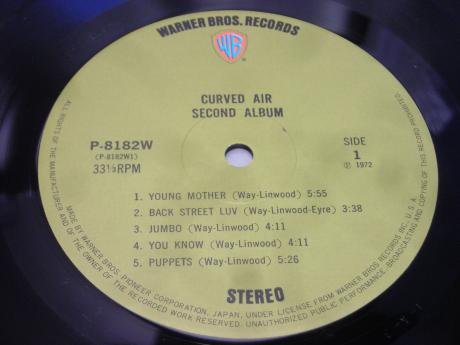 WARNER BROS. RECORDS
WB
CURVED AIR
SECOND ALBUM
P-8182W
(P-8182W1)
33⅓RPM
SIDE
1
℗ 1972
1. YOUNG MOTHER (Way-Linwood) 5:55
2. BACK STREET LUV (Way-Linwood-Eyre) 3:38
3. JUMBO (Way-Linwood) 4:11
4. YOU KNOW (Way-Linwood) 4:11
5. PUPPETS (Way-Linwood) 5:26
STEREO
MADE BY WARNER BROS. PIONEER CORPORATION, JAPAN, UNDER LICENSE FROM WARNER BROS RECORDS INC. U.S.A.
ALL RIGHTS OF THE MANUFACTURER AND OF THE OWNER OF THE RECORDED WORK RESERVED. UNAUTHORIZED PUBLIC PERFORMANCE, BROADCASTING AND COPYING OF THIS RECORD PROHIBITED.